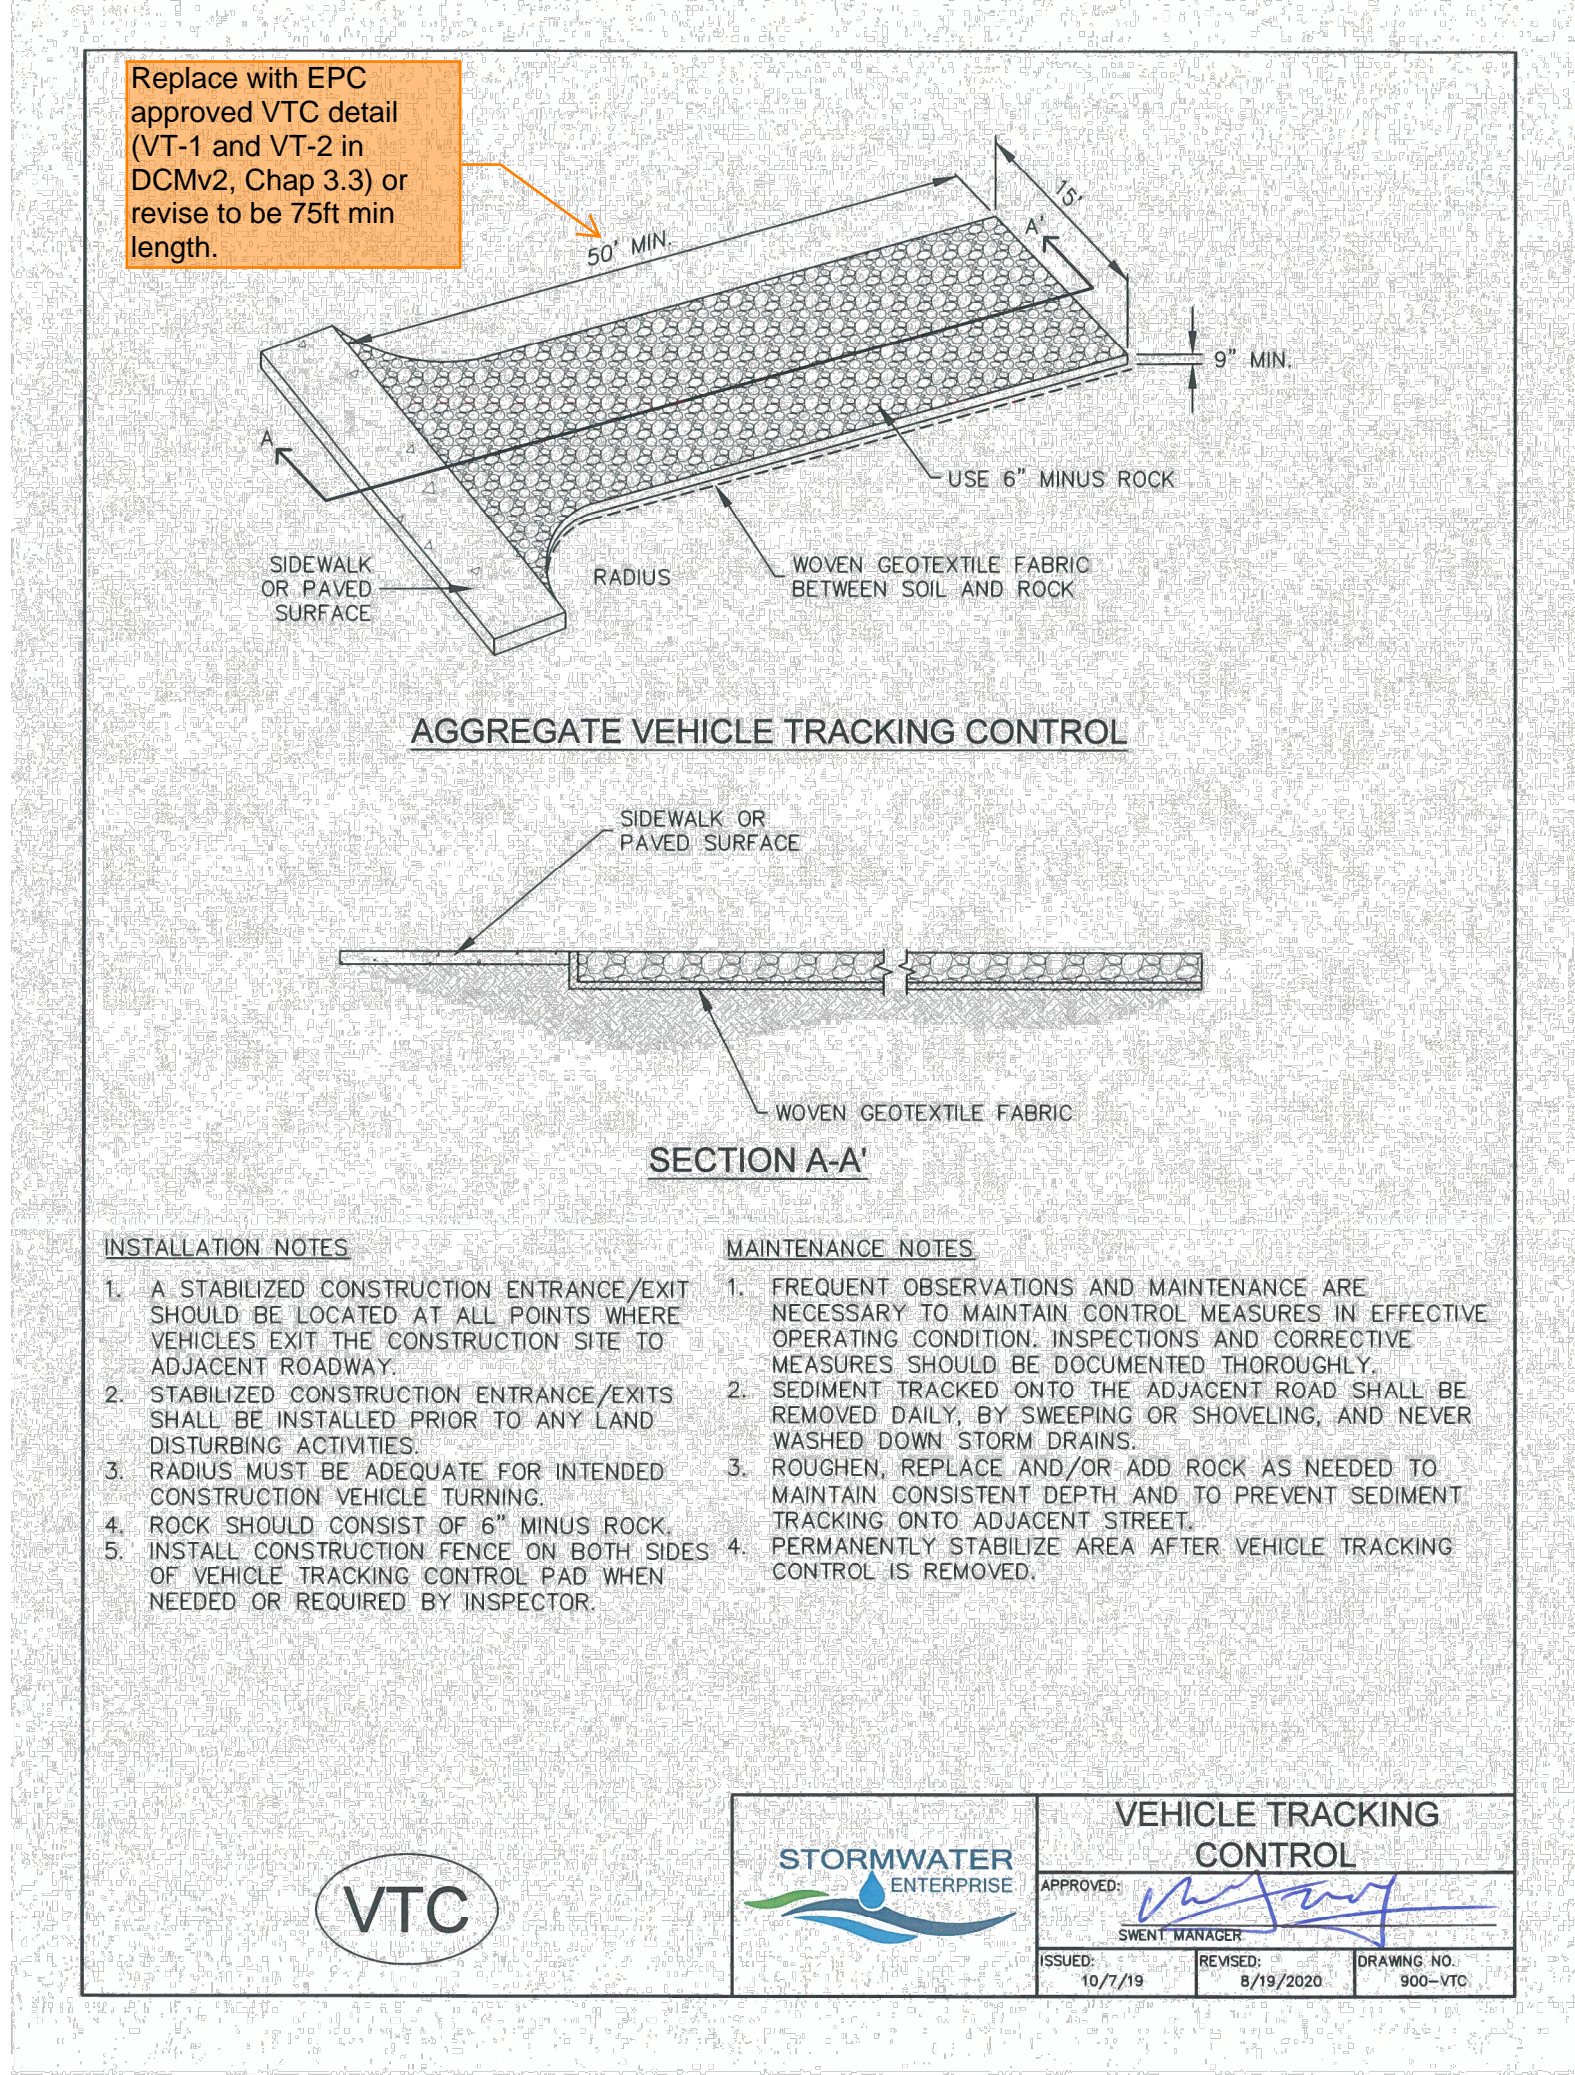 Replace with EPC
approved VTC detail
(VT-1 and VT-2 in
DCMv2, Chap 3.3) or
revise to be 75ft min
length.
50' MIN.
15'
A'
9" MIN.
A
USE 6" MINUS ROCK
SIDEWALK
OR PAVED
SURFACE
RADIUS
WOVEN GEOTEXTILE FABRIC
BETWEEN SOIL AND ROCK
AGGREGATE VEHICLE TRACKING CONTROL
SIDEWALK OR
PAVED SURFACE
WOVEN GEOTEXTILE FABRIC
SECTION A-A'
INSTALLATION NOTES
1. A STABILIZED CONSTRUCTION ENTRANCE/EXIT
SHOULD BE LOCATED AT ALL POINTS WHERE
VEHICLES EXIT THE CONSTRUCTION SITE TO
ADJACENT ROADWAY.
2. STABILIZED CONSTRUCTION ENTRANCE/EXITS
SHALL BE INSTALLED PRIOR TO ANY LAND
DISTURBING ACTIVITIES.
3. RADIUS MUST BE ADEQUATE FOR INTENDED
CONSTRUCTION VEHICLE TURNING.
4. ROCK SHOULD CONSIST OF 6" MINUS ROCK.
5. INSTALL CONSTRUCTION FENCE ON BOTH SIDES
OF VEHICLE TRACKING CONTROL PAD WHEN
NEEDED OR REQUIRED BY INSPECTOR.
MAINTENANCE NOTES
1. FREQUENT OBSERVATIONS AND MAINTENANCE ARE
NECESSARY TO MAINTAIN CONTROL MEASURES IN EFFECTIVE
OPERATING CONDITION. INSPECTIONS AND CORRECTIVE
MEASURES SHOULD BE DOCUMENTED THOROUGHLY.
2. SEDIMENT TRACKED ONTO THE ADJACENT ROAD SHALL BE
REMOVED DAILY, BY SWEEPING OR SHOVELING, AND NEVER
WASHED DOWN STORM DRAINS.
3. ROUGHEN, REPLACE AND/OR ADD ROCK AS NEEDED TO
MAINTAIN CONSISTENT DEPTH AND TO PREVENT SEDIMENT
TRACKING ONTO ADJACENT STREET.
4. PERMANENTLY STABILIZE AREA AFTER VEHICLE TRACKING
CONTROL IS REMOVED.
VTC
STORMWATER
ENTERPRISE
VEHICLE TRACKING
CONTROL
APPROVED:
SWENT MANAGER
ISSUED:
10/7/19
REVISED:
8/19/2020
DRAWING NO.
900-VTC